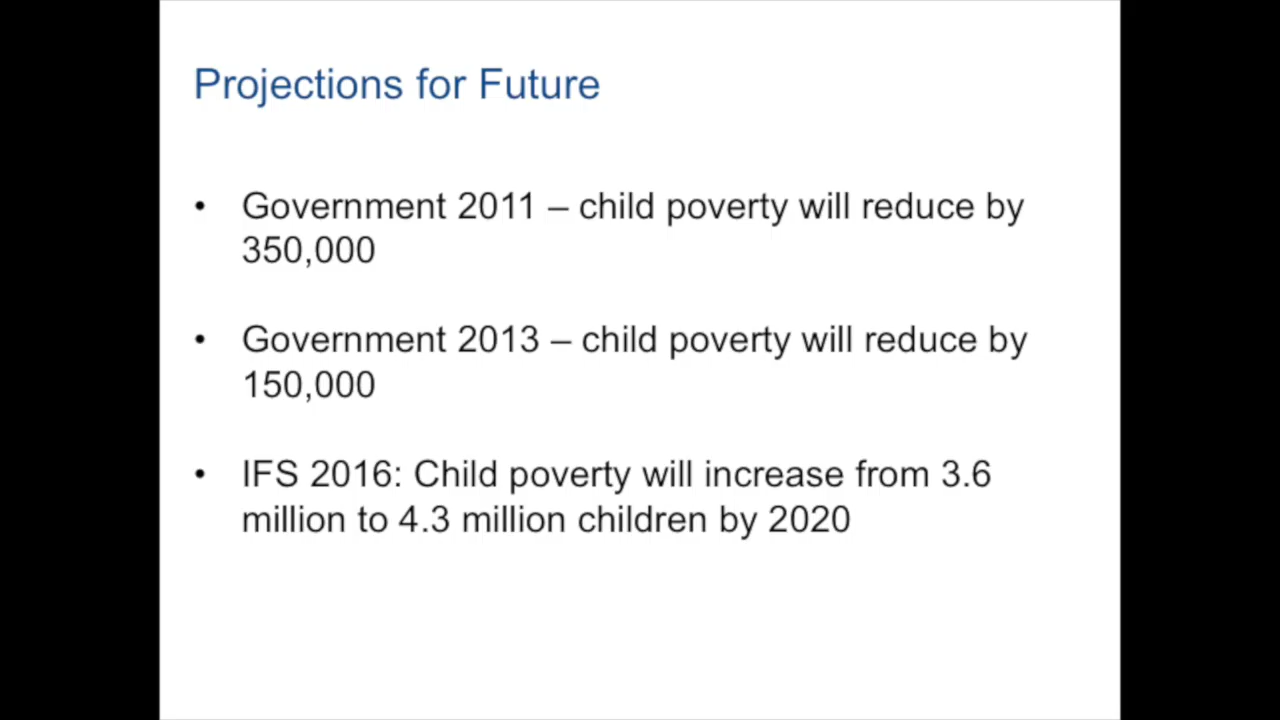 Projections for Future
• Government 2011 – child poverty will reduce by
350,000
• Government 2013 – child poverty will reduce by
150,000
• IFS 2016: Child poverty will increase from 3.6
million to 4.3 million children by 2020